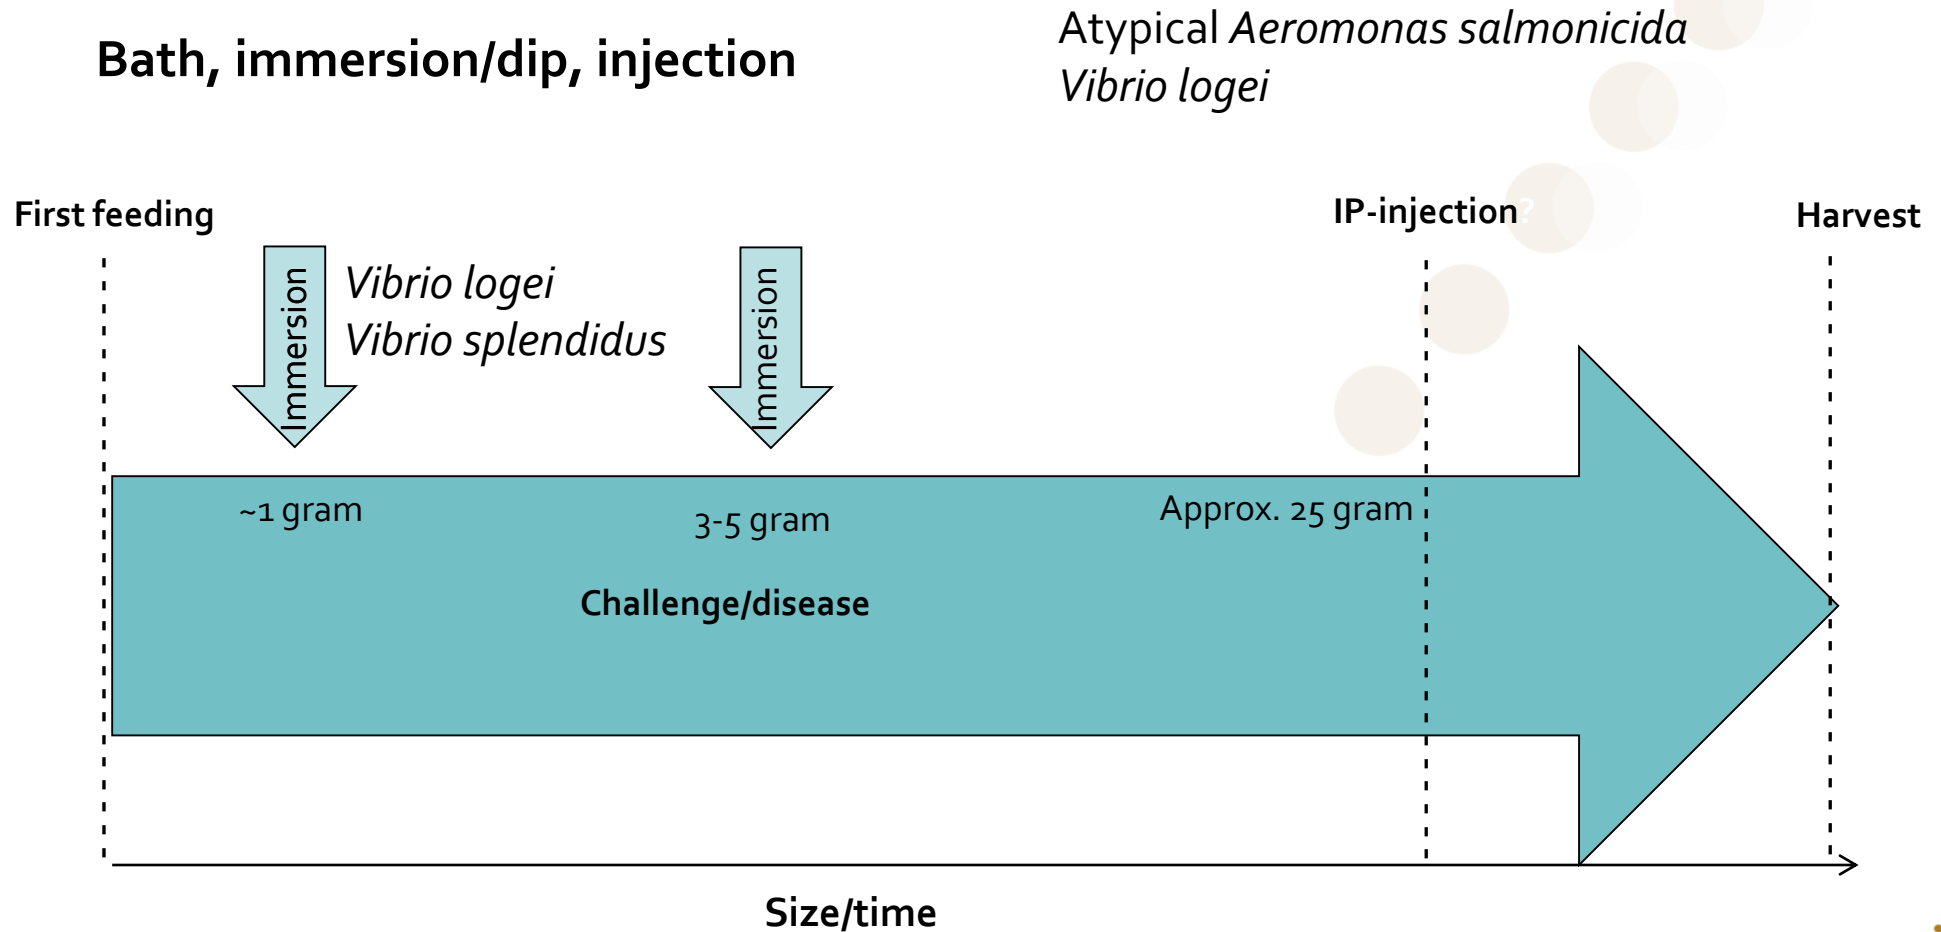 Bath, immersion/dip, injection
Atypical Aeromonas salmonicida
Vibrio logei
First feeding
IP-injection?
Harvest
Immersion
Vibrio logei
Vibrio splendidus
Immersion
~1 gram
3-5 gram
Approx. 25 gram
Challenge/disease
Size/time